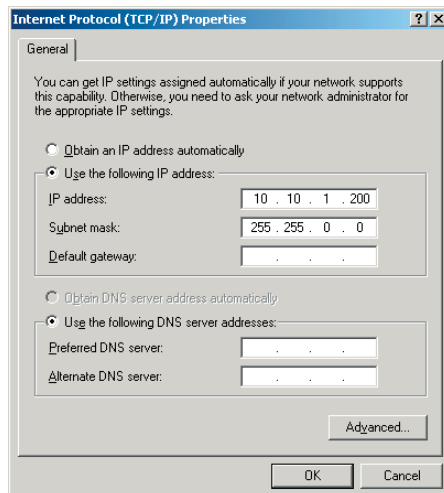 Internet Protocol (TCP/IP) Properties
General
You can get IP settings assigned automatically if your network supports
this capability. Otherwise, you need to ask your network administrator for
the appropriate IP settings.
Obtain an IP address automatically
Use the following IP address:
IP address: 10 . 10 . 1 . 200
Subnet mask: 255 . 255 . 0 . 0
Default gateway: . . .
Obtain DNS server address automatically
Use the following DNS server addresses:
Preferred DNS server: . . .
Alternate DNS server: . . .
Advanced...
OK Cancel